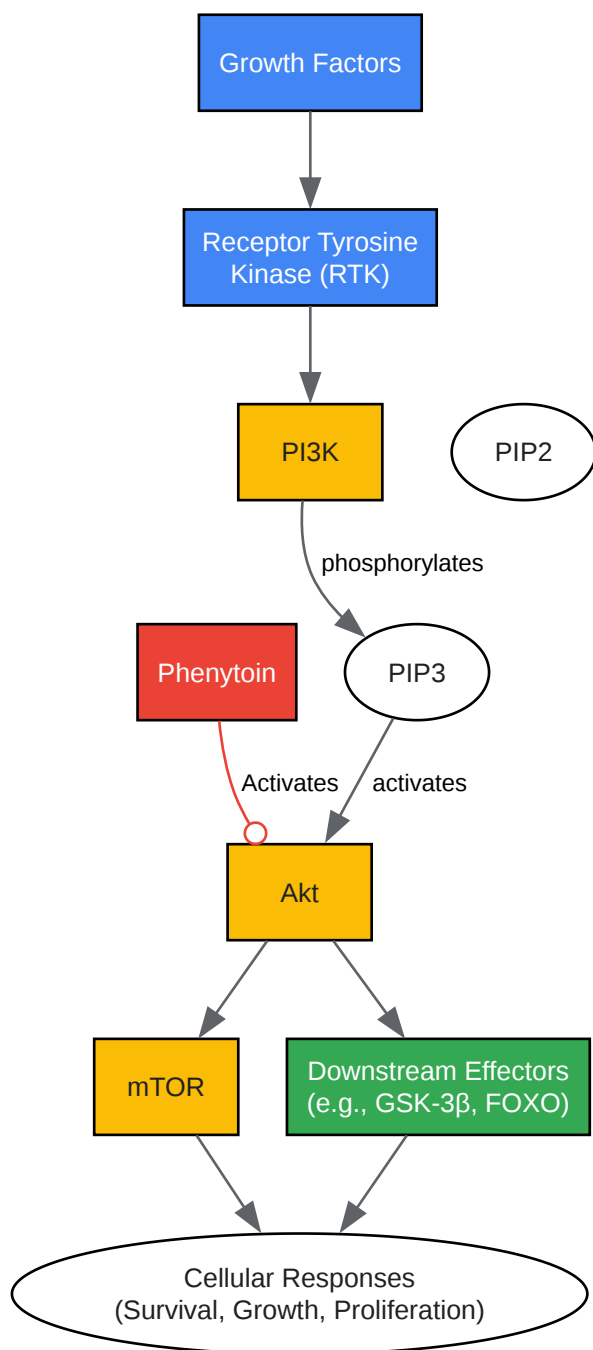 Growth Factors
Receptor Tyrosine
Kinase (RTK)
PI3K
PIP2
phosphorylates
Phenytoin
PIP3
Activates
activates
Akt
mTOR
Downstream Effectors
(e.g., GSK-3β, FOXO)
Cellular Responses
(Survival, Growth, Proliferation)